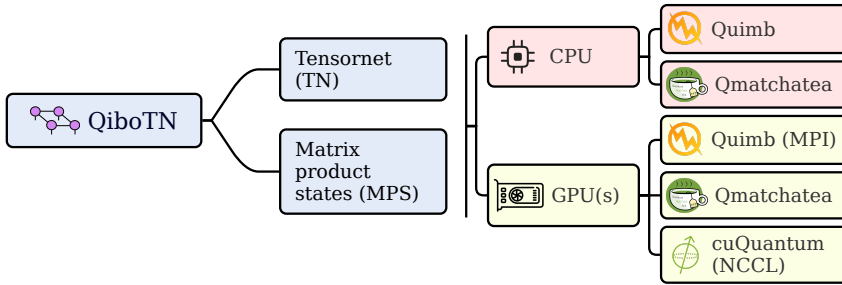 QiboTN
Tensornet
(TN)
Matrix
product
states (MPS)
CPU
Quimb
Qmatchatea
GPU(s)
Quimb (MPI)
Qmatchatea
cuQuantum
(NCCL)